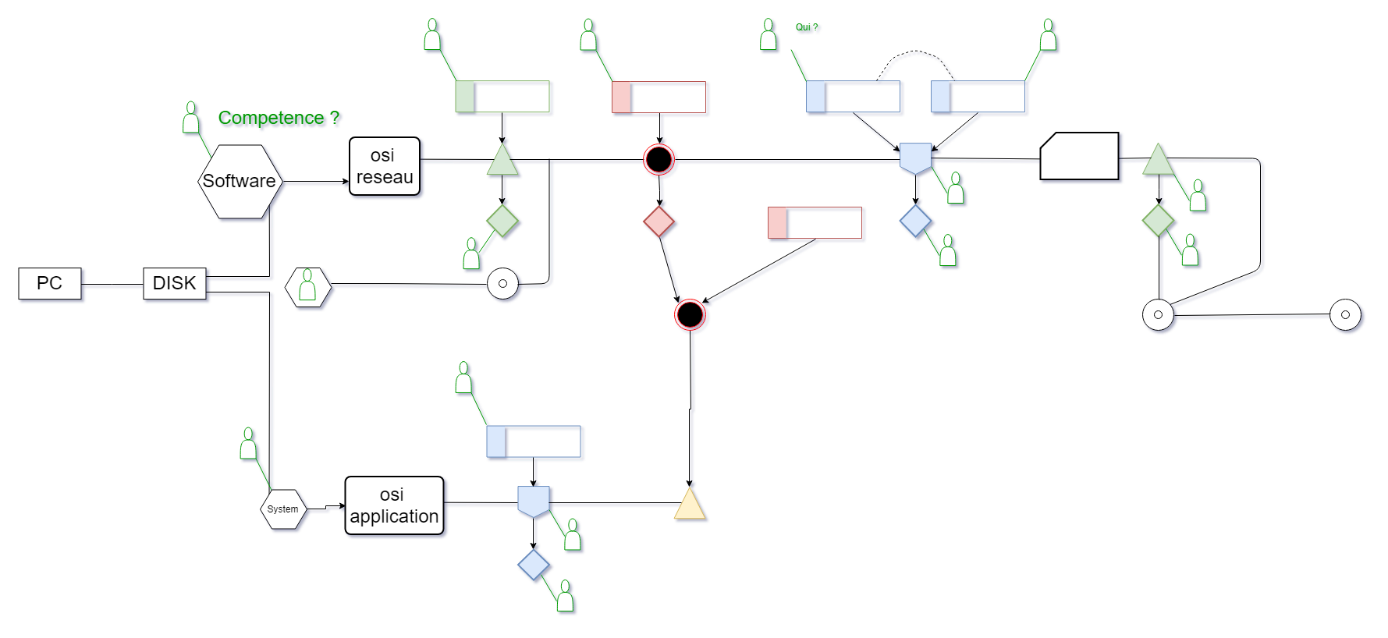 Qui ?
Competence ?
osi
reseau
Software
PC
DISK
System
osi
application